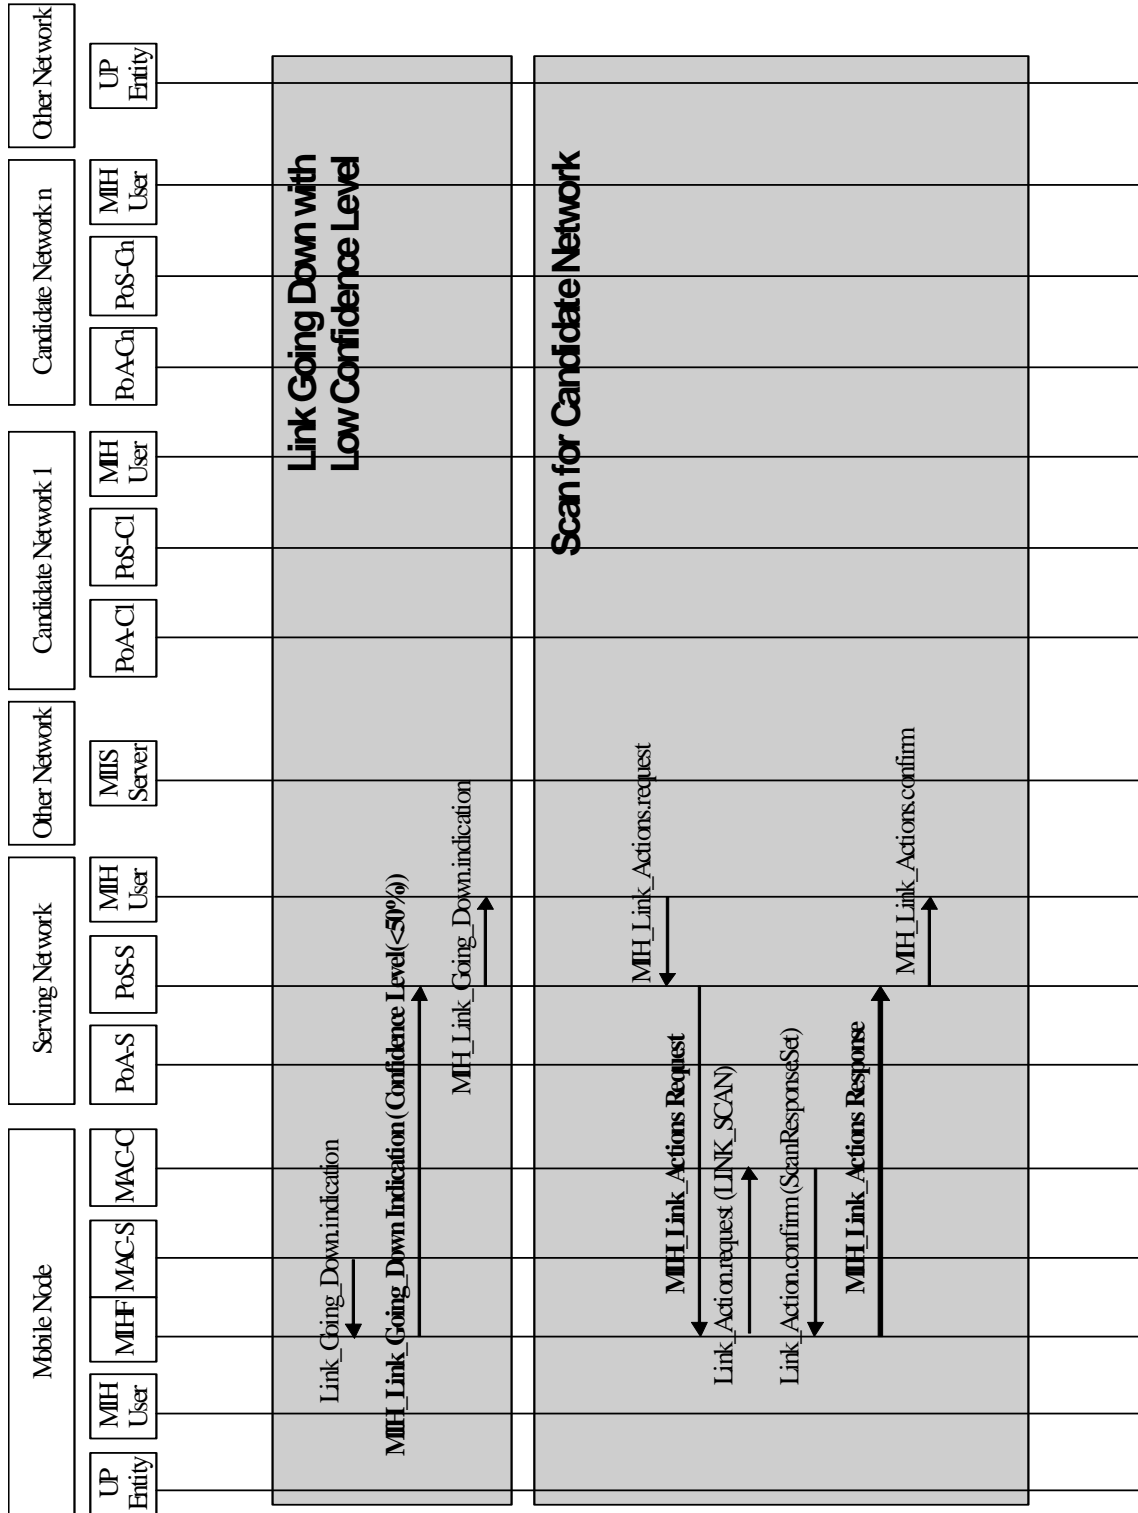 Mobile Node
Serving Network
Other Network
Candidate Network 1
Candidate Network n
Other Network
UP
Entity
MIH
User
MIHF
MAC-S
MAC-C
PoA-S
PoS-S
MIH
User
MIIS
Server
PoA-C1
PoS-C1
MIH
User
PoA-Cn
PoS-Cn
MIH
User
UP
Entity
Link Going Down with
Low Confidence Level
Link_Going_Down.indication
MIH_Link_Going_Down Indication (Confidence Level(<50%))
MIH_Link_Going_Down.indication
Scan for Candidate Network
MIH_Link_Actions.request
MIH_Link_Actions Request
Link_Action.request (LINK_SCAN)
Link_Action.confirm (ScanResponseSet)
MIH_Link_Actions Response
MIH_Link_Actions.confirm